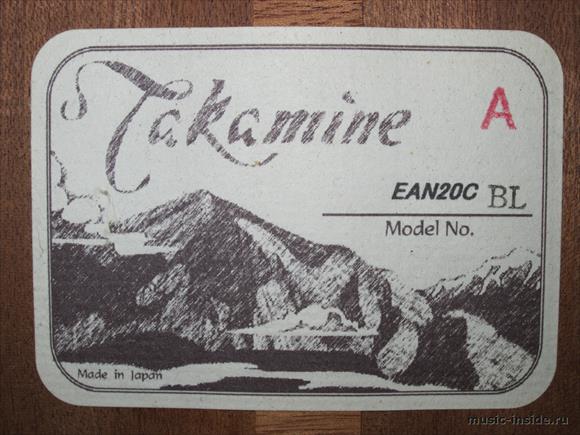 Takamine
A
EAN20C BL
Model No.
Made in Japan
music-inside.ru